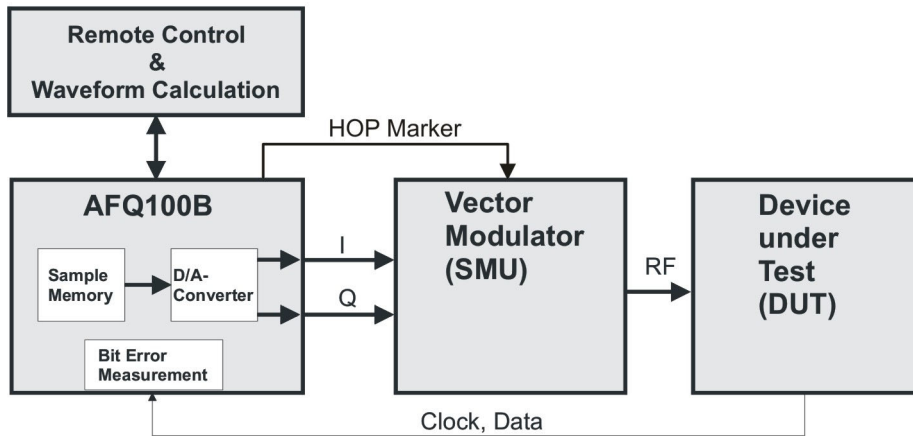 Remote Control
&
Waveform Calculation
HOP Marker
AFQ100B
Sample
Memory
D/A-
Converter
Bit Error
Measurement
I
Q
Vector
Modulator
(SMU)
RF
Device
under
Test
(DUT)
Clock, Data